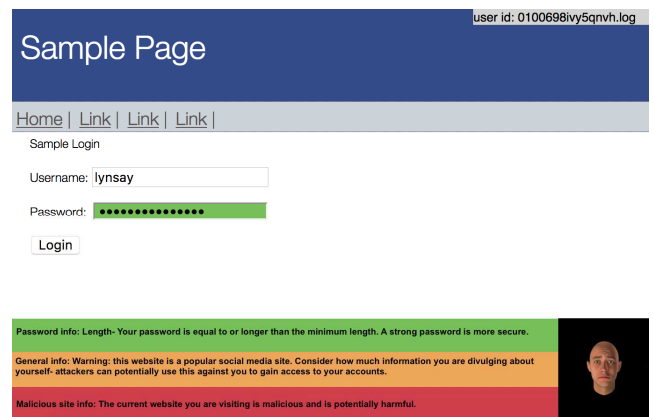 user id: 0100698ivy5qnvh.log
Sample Page
Home | Link | Link | Link |
Sample Login
Username: lynsay
Password: •••••••••••••••
Login
Password info: Length- Your password is equal to or longer than the minimum length. A strong password is more secure.
General info: Warning: this website is a popular social media site. Consider how much information you are divulging about
yourself- attackers can potentially use this against you to gain access to your accounts.
Malicious site info: The current website you are visiting is malicious and is potentially harmful.